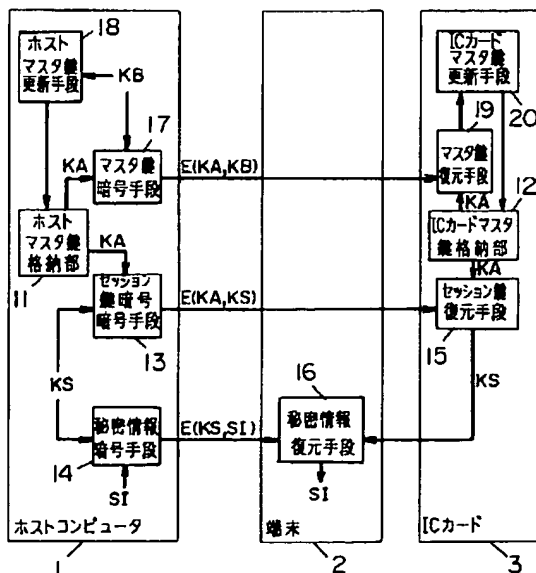 18
ホスト
マスタ鍵
更新手段
KB
17
KA
マスタ鍵
暗号手段
E(KA,KB)
ホスト
マスタ鍵
格納部
11
KA
セッション
鍵暗号
暗号手段
13
E(KA,KS)
KS
秘密情報
暗号手段
14
SI
E(KS,SI)
ホストコンピュータ
1
16
秘密情報
復元手段
SI
端末
2
ICカード
マスタ鍵
更新手段
20
19
マスタ鍵
復元手段
KA
12
ICカードマスタ
鍵格納部
KA
セッション鍵
復元手段
15
KS
ICカード
3